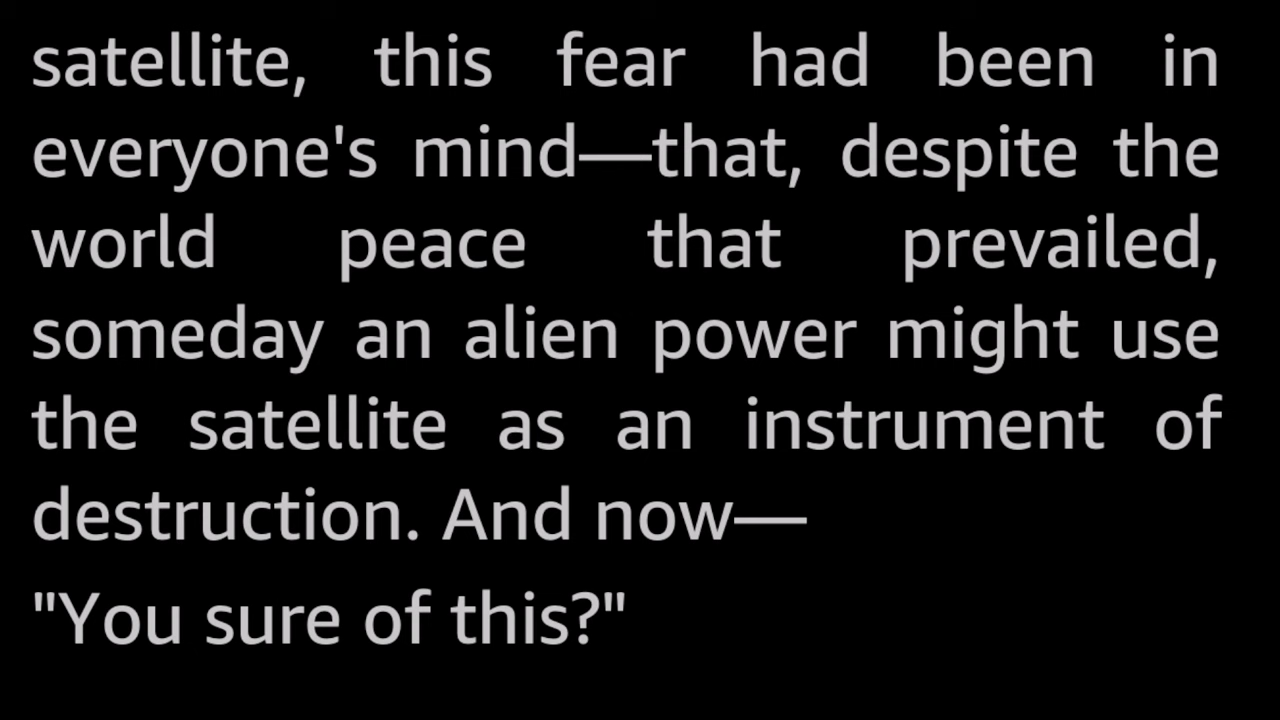 satellite, this fear had been in
everyone's mind—that, despite the
world peace that prevailed,
someday an alien power might use
the satellite as an instrument of
destruction. And now—
"You sure of this?"